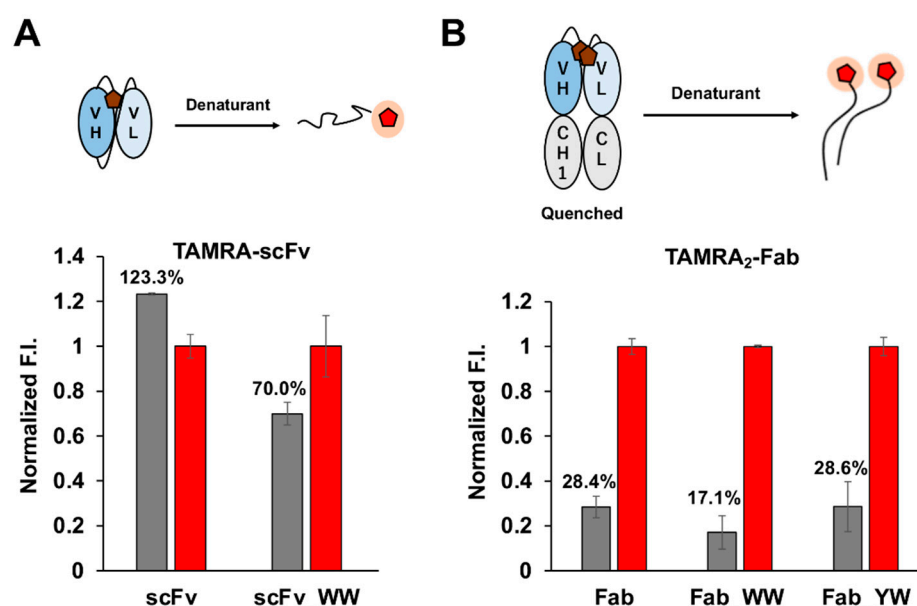 A
V H
V L
Denaturant
TAMRA-scFv
Normalized F.I.
1.4
1.2
1
0.8
0.6
0.4
0.2
0
123.3%
70.0%
scFv
scFv WW
B
V H
V L
C H 1
C L
Quenched
Denaturant
TAMRA₂-Fab
Normalized F.I.
1.2
1
0.8
0.6
0.4
0.2
0
28.4%
17.1%
28.6%
Fab
Fab WW
Fab YW